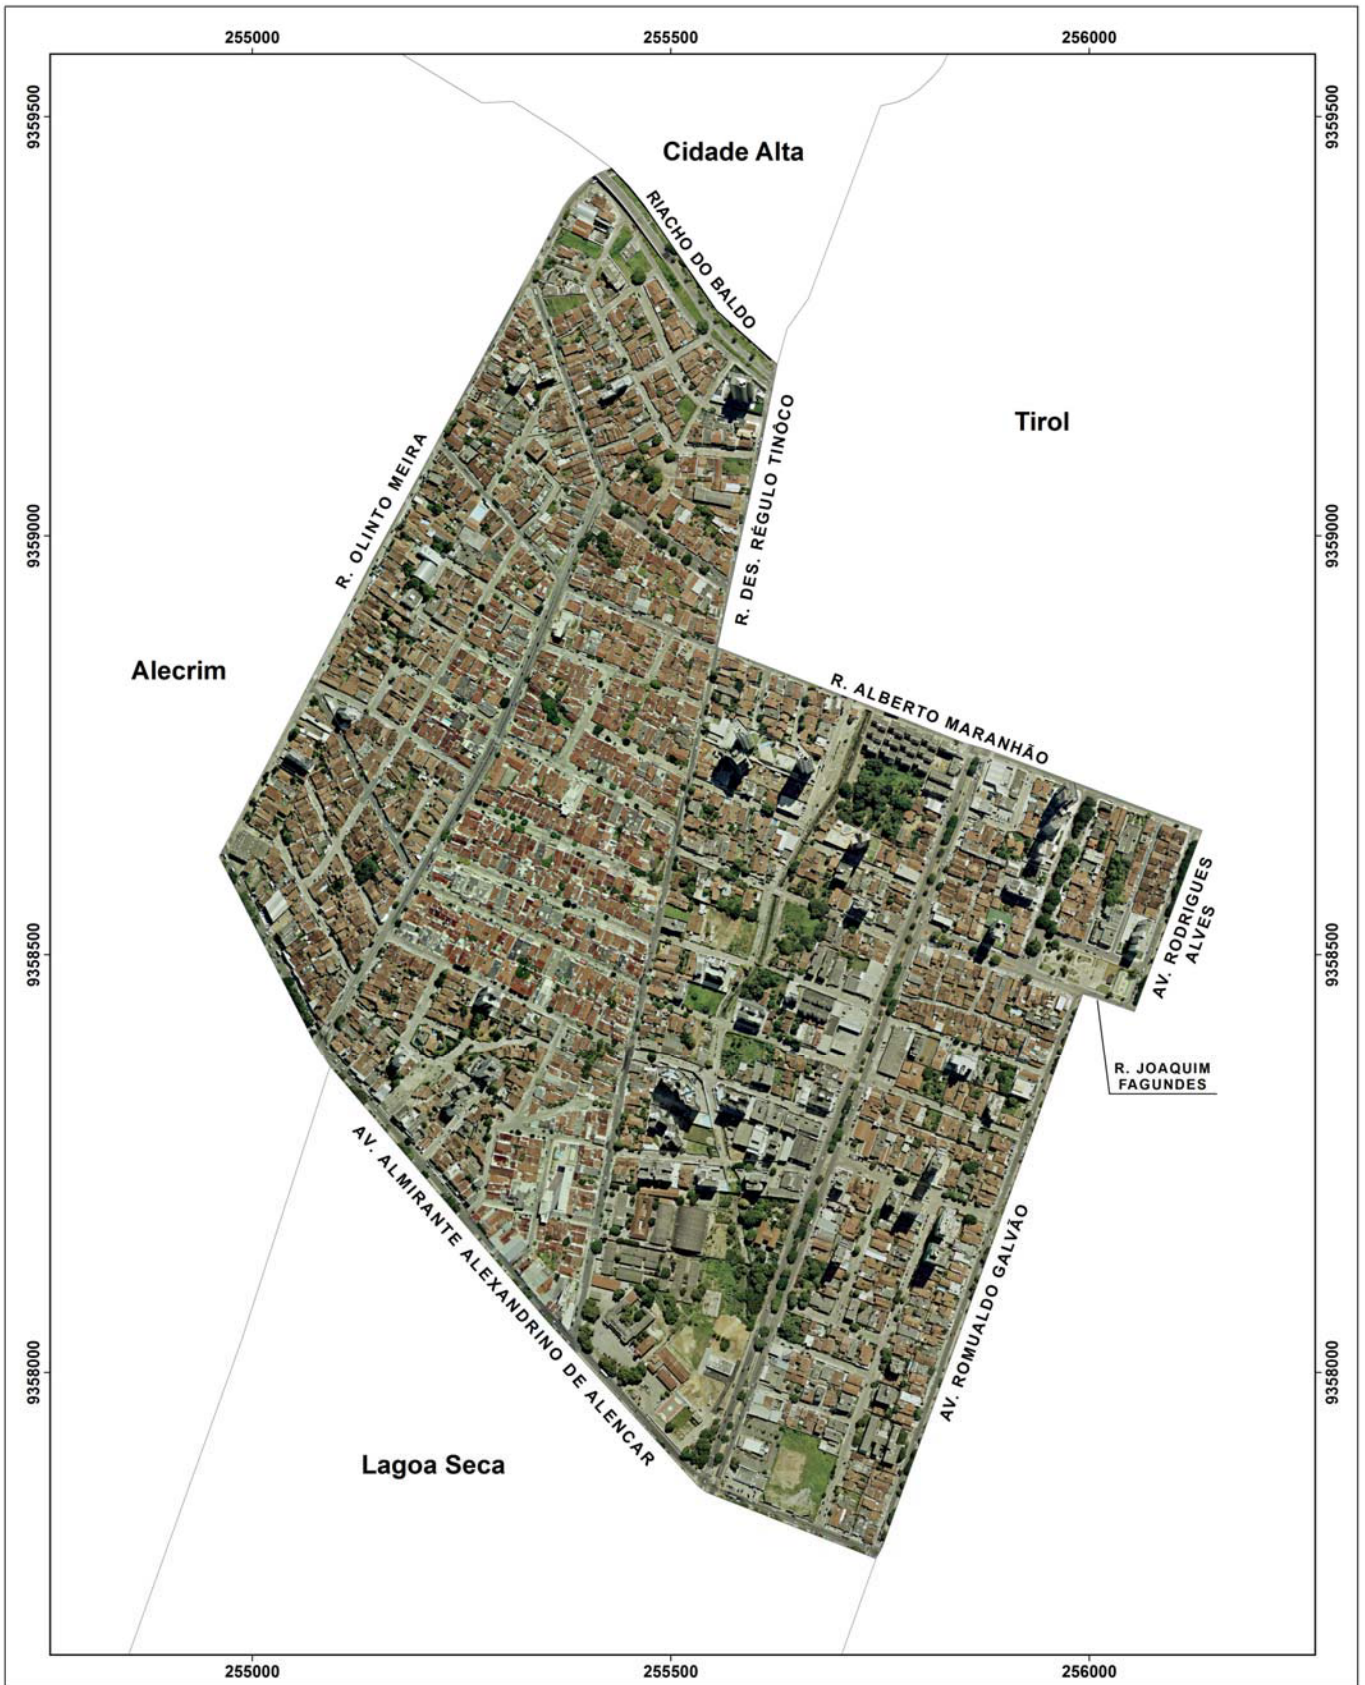 255000
255500
256000
9359500
9359500
Cidade Alta
RIACHO DO BALDO
Tirol
R. DES. RÉGULO TINÔCO
R. OLINTO MEIRA
9359000
9359000
Alecrim
R. ALBERTO MARANHÃO
AV. RODRIGUES
ALVES
9358500
9358500
R. JOAQUIM
FAGUNDES
AV. ALMIRANTE ALEXANDRINO DE ALENCAR
AV. ROMUALDO GALVÃO
9358000
9358000
Lagoa Seca
255000
255500
256000